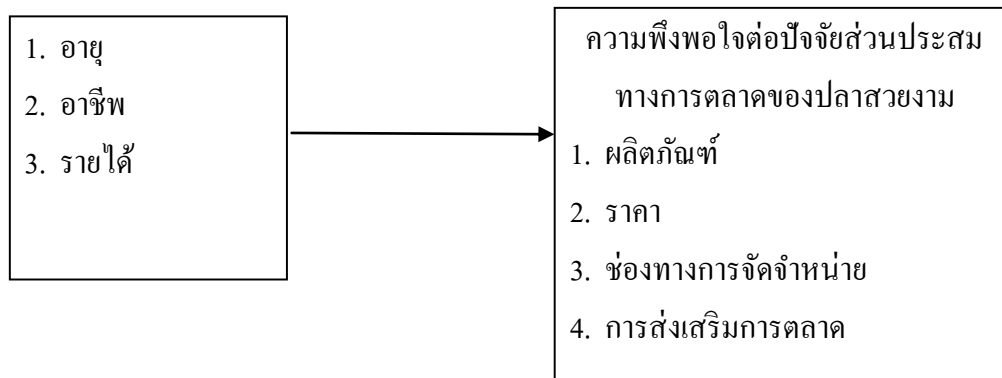 1. อายุ
2. อาชีพ
3. รายได้
ความพึงพอใจต่อปัจจัยส่วนประสม
ทางการตลาดของปลาสวยงาม
1. ผลิตภัณฑ์
2. ราคา
3. ช่องทางการจัดจำหน่าย
4. การส่งเสริมการตลาด